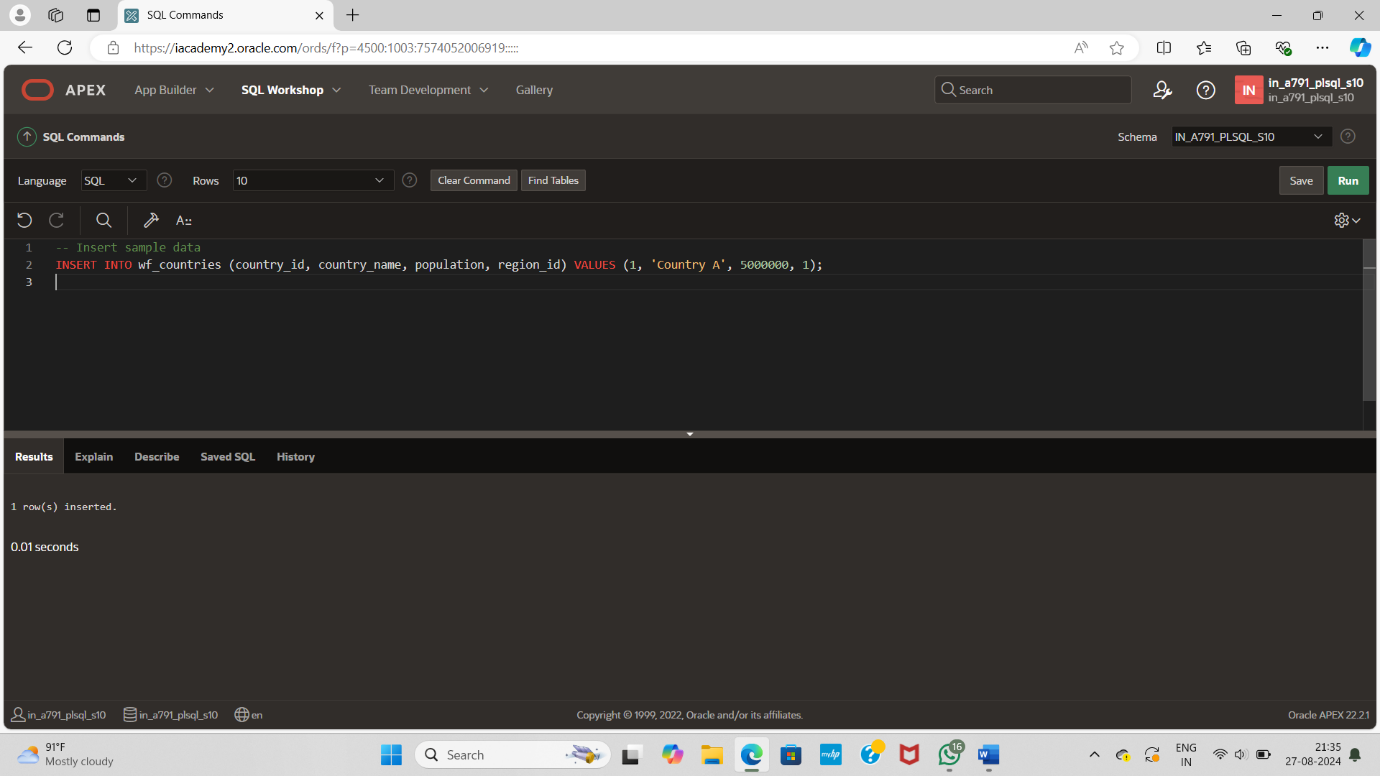 SQL Commands
https://iacademy2.oracle.com/ords/f?p=4500:1003:7574052006919:::::
APEX App Builder SQL Workshop Team Development Gallery Search IN in_a791_plsql_s10
in_a791_plsql_s10
SQL Commands Schema IN_A791_PLSQL_S10
Language SQL Rows 10 Clear Command Find Tables Save Run
A::
1 -- Insert sample data
2 INSERT INTO wf_countries (country_id, country_name, population, region_id) VALUES (1, 'Country A', 5000000, 1);
3
Results Explain Describe Saved SQL History
1 row(s) inserted.
0.01 seconds
in_a791_plsql_s10 in_a791_plsql_s10 en Copyright © 1999, 2022, Oracle and/or its affiliates. Oracle APEX 22.2.1
91°F
Mostly cloudy
Search
myhp
16
W
ENG
IN
21:35
27-08-2024